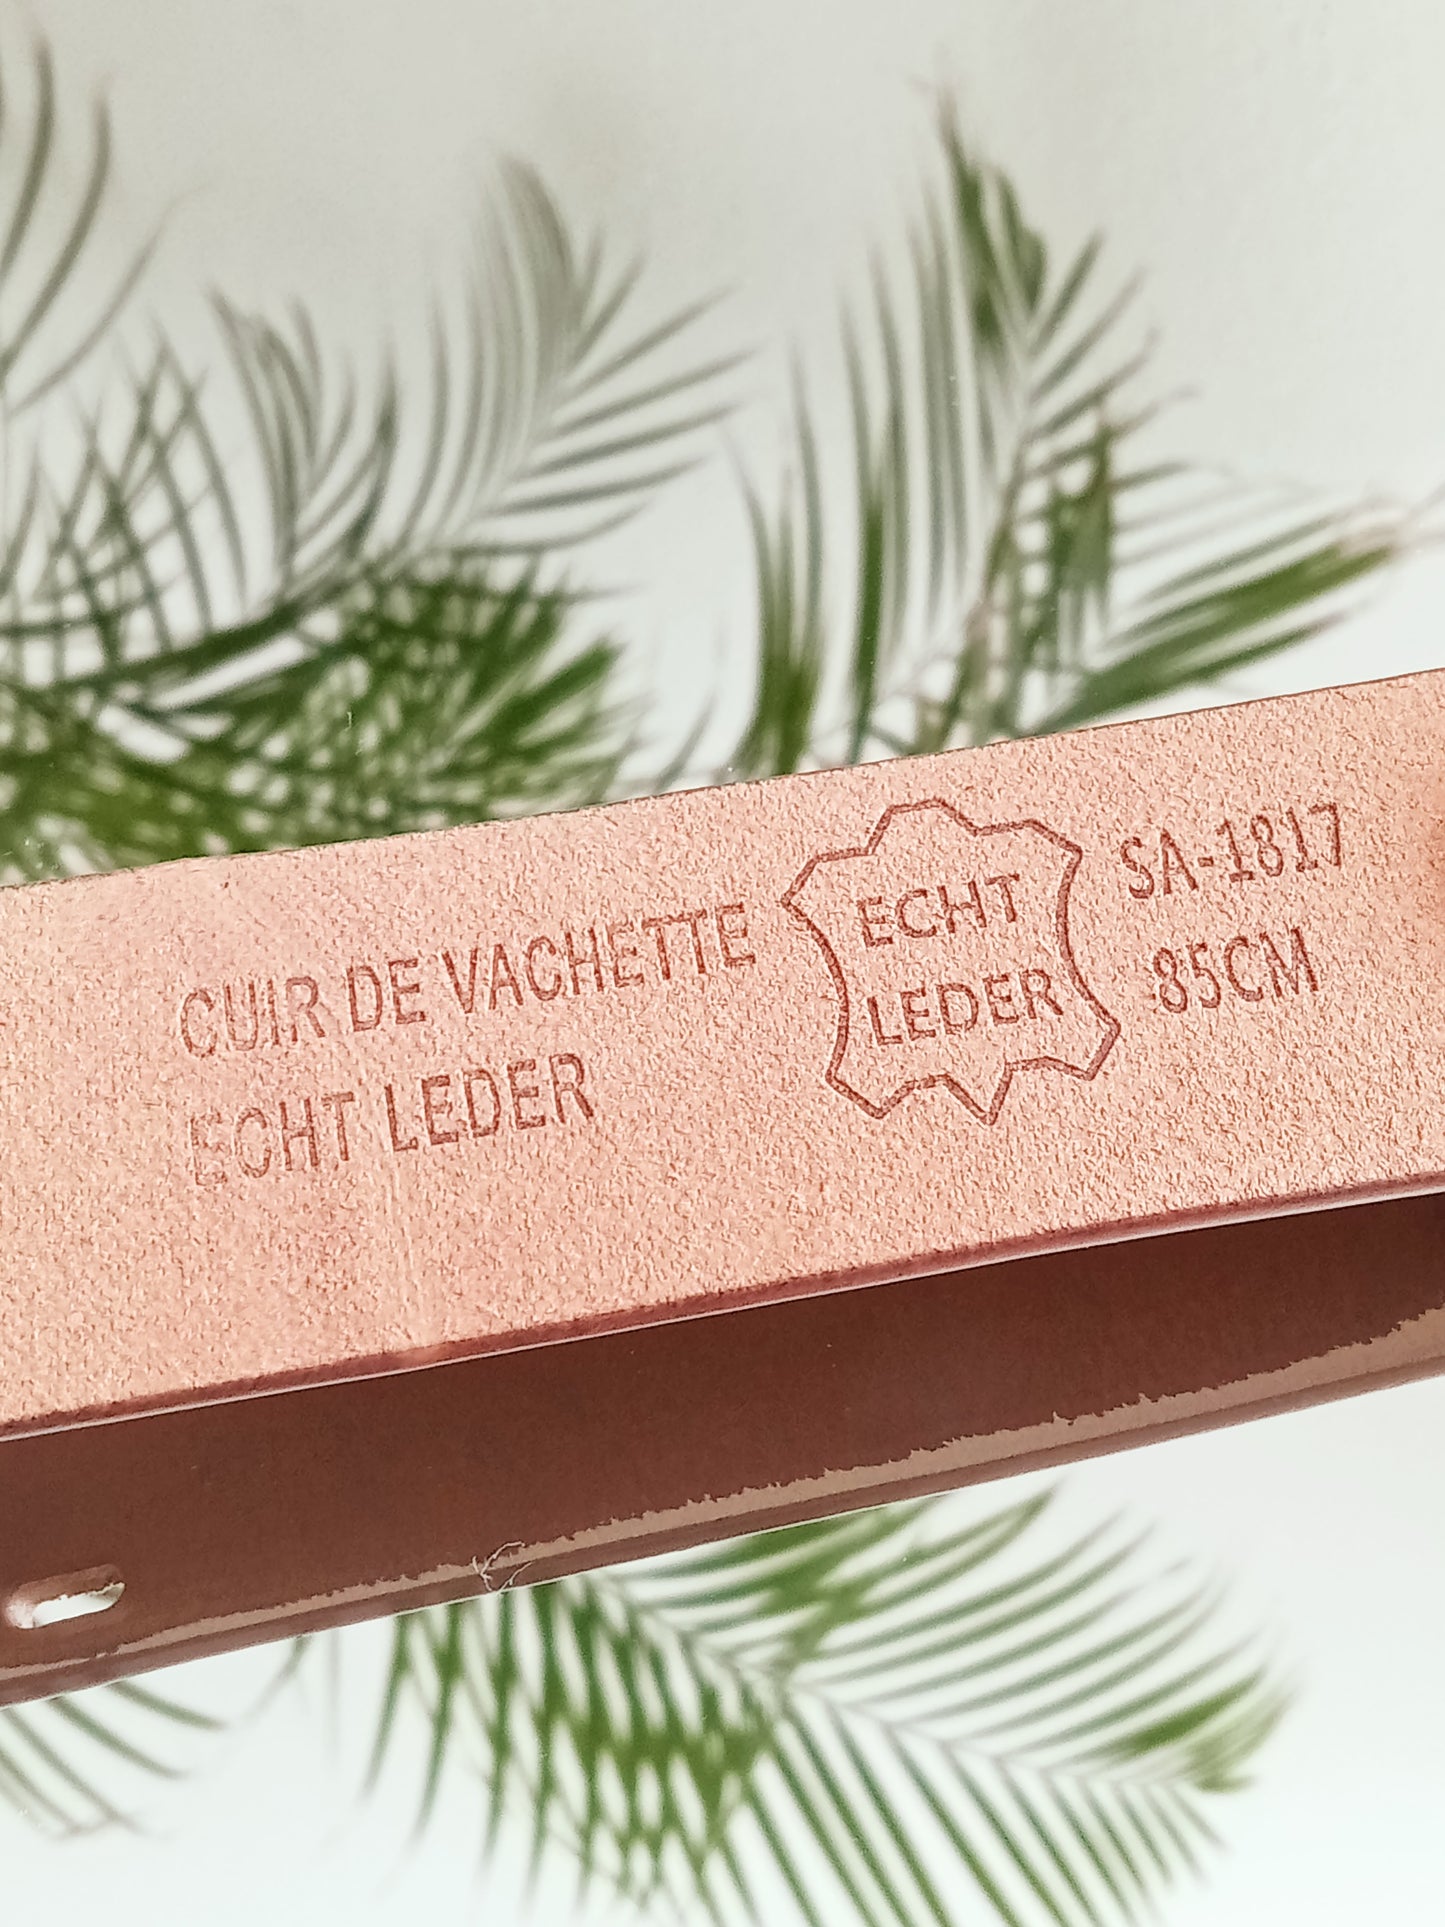 CUIR DE VACHETTE
ECHT LEDER
ECHT
LEDER
SA-1817
85CM